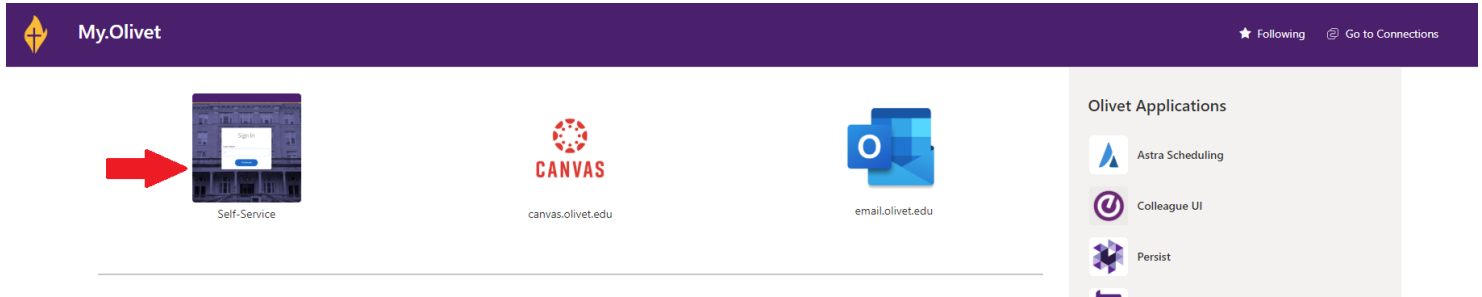 My.Olivet
Following
Go to Connections
Sign In
Self-Service
CANVAS
canvas.olivet.edu
O
email.olivet.edu
Olivet Applications
Astra Scheduling
Colleague UI
Persist